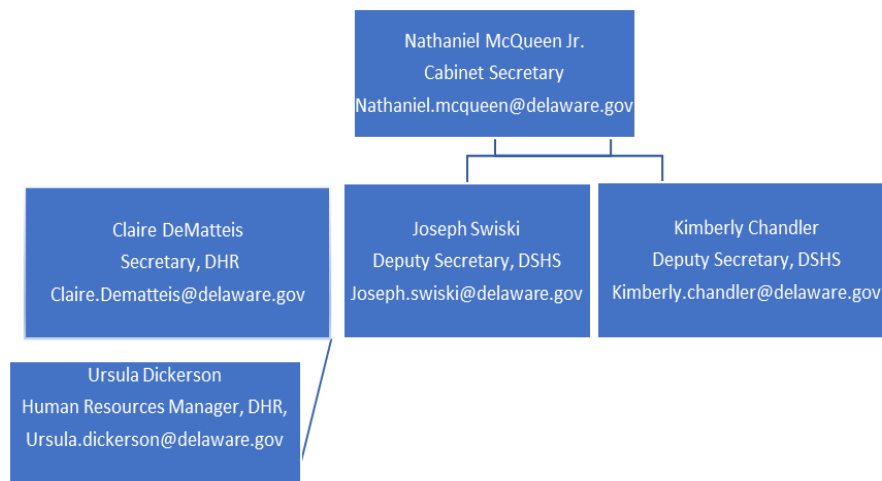 Nathaniel McQueen Jr.
Cabinet Secretary
Nathaniel.mcqueen@delaware.gov
Claire DeMatteis
Secretary, DHR
Claire.Dematteis@delaware.gov
Joseph Swiski
Deputy Secretary, DSHS
Joseph.swiski@delaware.gov
Kimberly Chandler
Deputy Secretary, DSHS
Kimberly.chandler@delaware.gov
Ursula Dickerson
Human Resources Manager, DHR,
Ursula.dickerson@delaware.gov